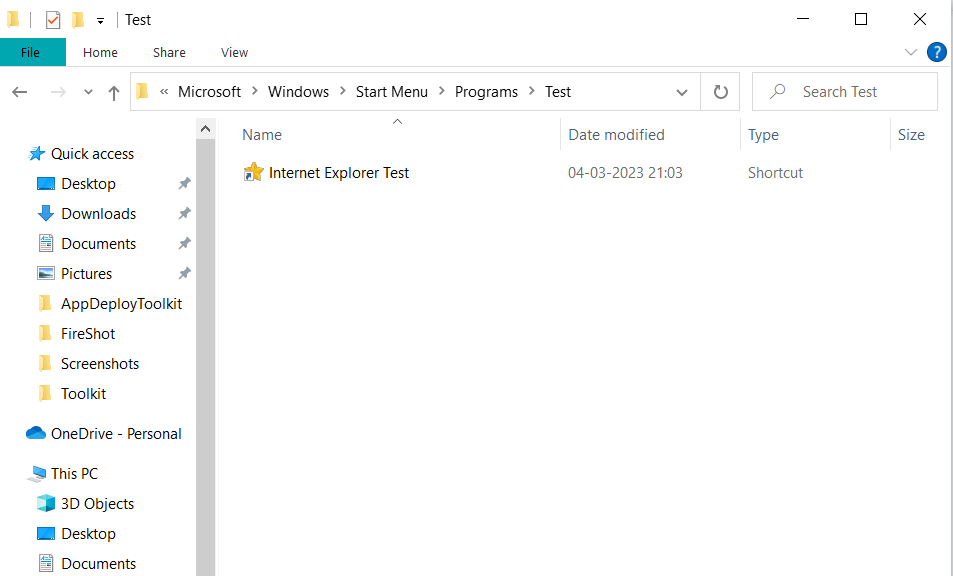 Test
File Home Share View ?
« Microsoft > Windows > Start Menu > Programs > Test
Search Test
Name Date modified Type Size
Internet Explorer Test 04-03-2023 21:03 Shortcut
Quick access
Desktop
Downloads
Documents
Pictures
AppDeployToolkit
FireShot
Screenshots
Toolkit
OneDrive - Personal
This PC
3D Objects
Desktop
Documents